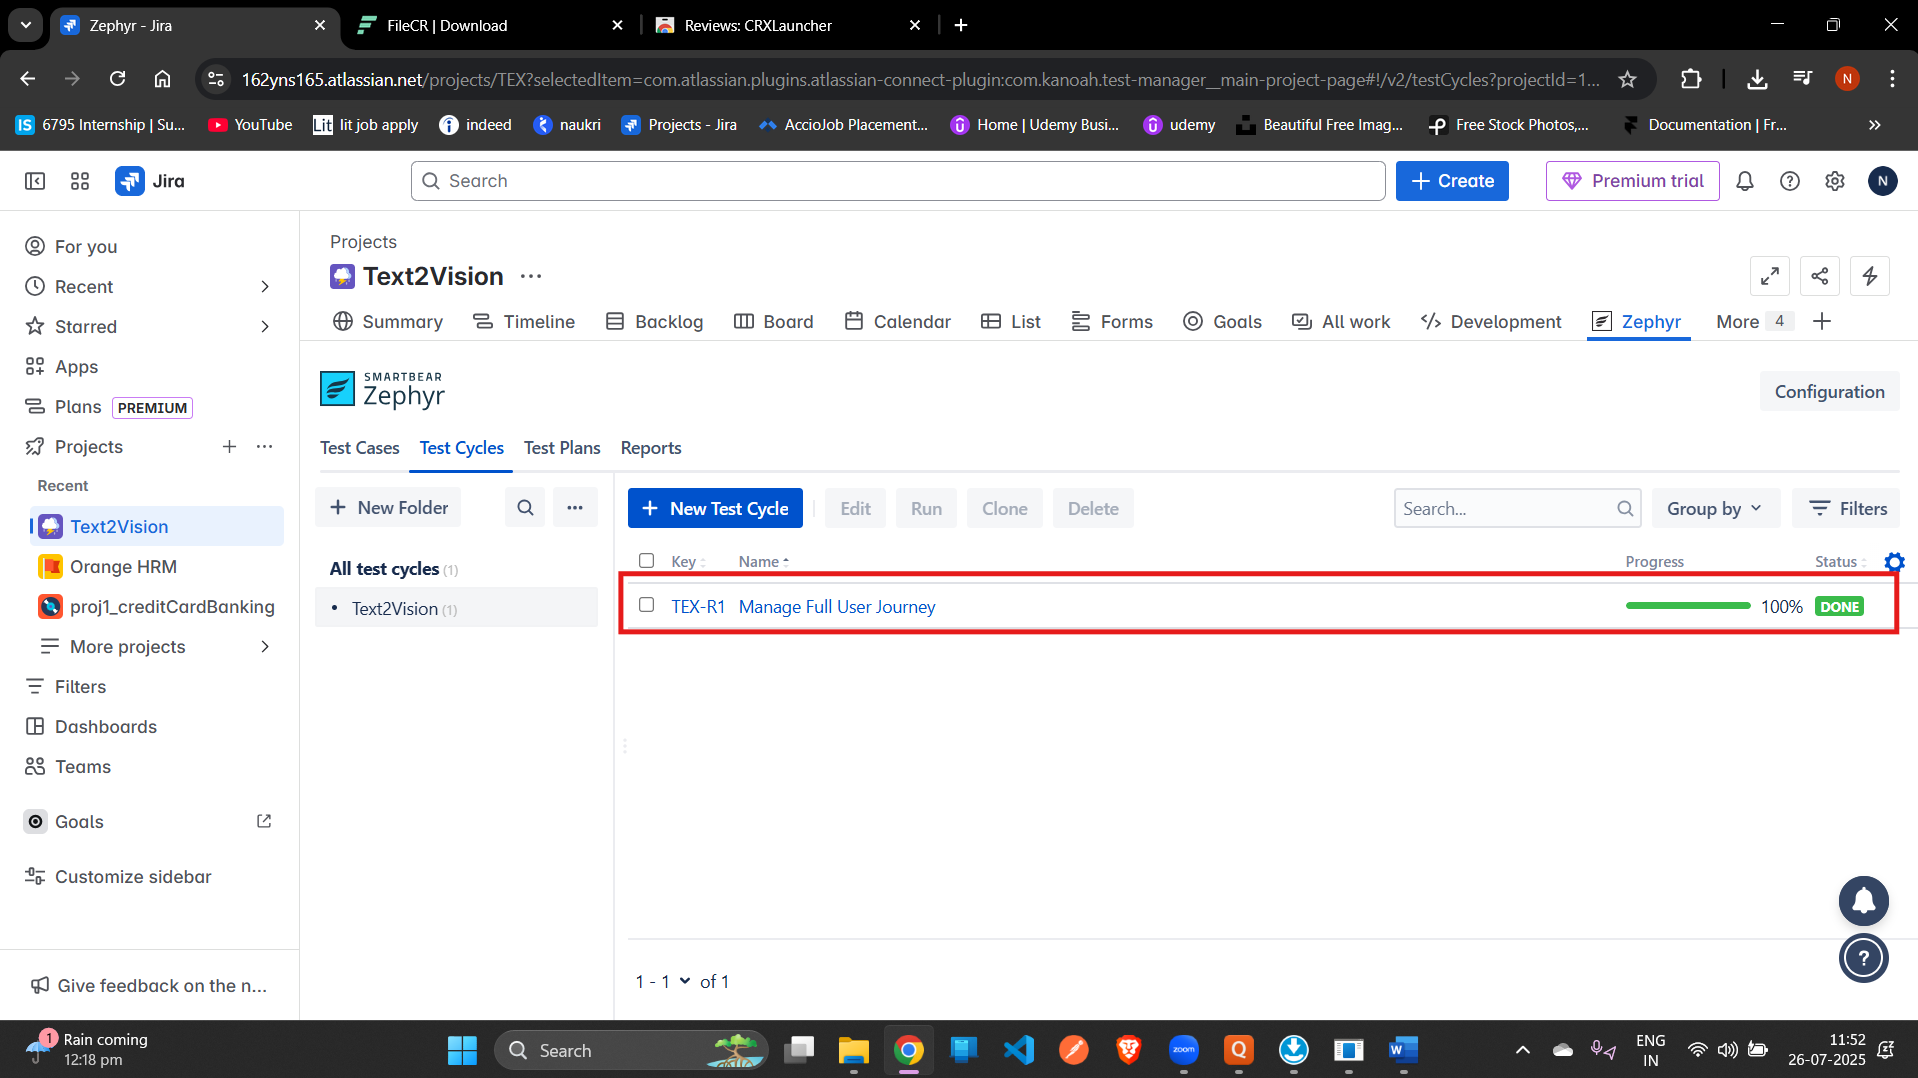 Zephyr - Jira
FileCR | Download
Reviews: CRXLauncher
162yns165.atlassian.net/projects/TEX?selectedItem=com.atlassian.plugins.atlassian-connect-plugin:com.kanoah.test-manager__main-project-page#!/v2/testCycles?projectId=1...
N
IS 6795 Internship | Su...
YouTube
Lit lit job apply
indeed
naukri
Projects - Jira
AccioJob Placement...
Home | Udemy Busi...
udemy
Beautiful Free Imag...
Free Stock Photos,...
Documentation | Fr...
Jira
Search
Create
Premium trial
N
For you
Recent
Starred
Apps
Plans PREMIUM
Projects
Recent
Text2Vision
Orange HRM
proj1_creditCardBanking
More projects
Filters
Dashboards
Teams
Goals
Customize sidebar
Give feedback on the n...
Projects
Text2Vision
Summary Timeline Backlog Board Calendar List Forms Goals All work Development Zephyr More 4
SMARTBEAR
Zephyr
Configuration
Test Cases Test Cycles Test Plans Reports
New Folder
New Test Cycle Edit Run Clone Delete Search... Group by Filters
All test cycles (1)
Text2Vision (1)
Key Name Progress Status
TEX-R1 Manage Full User Journey 100% DONE
1 - 1 of 1
1
Rain coming
12:18 pm
Search
zoom
Q
W
ENG
IN
11:52
26-07-2025